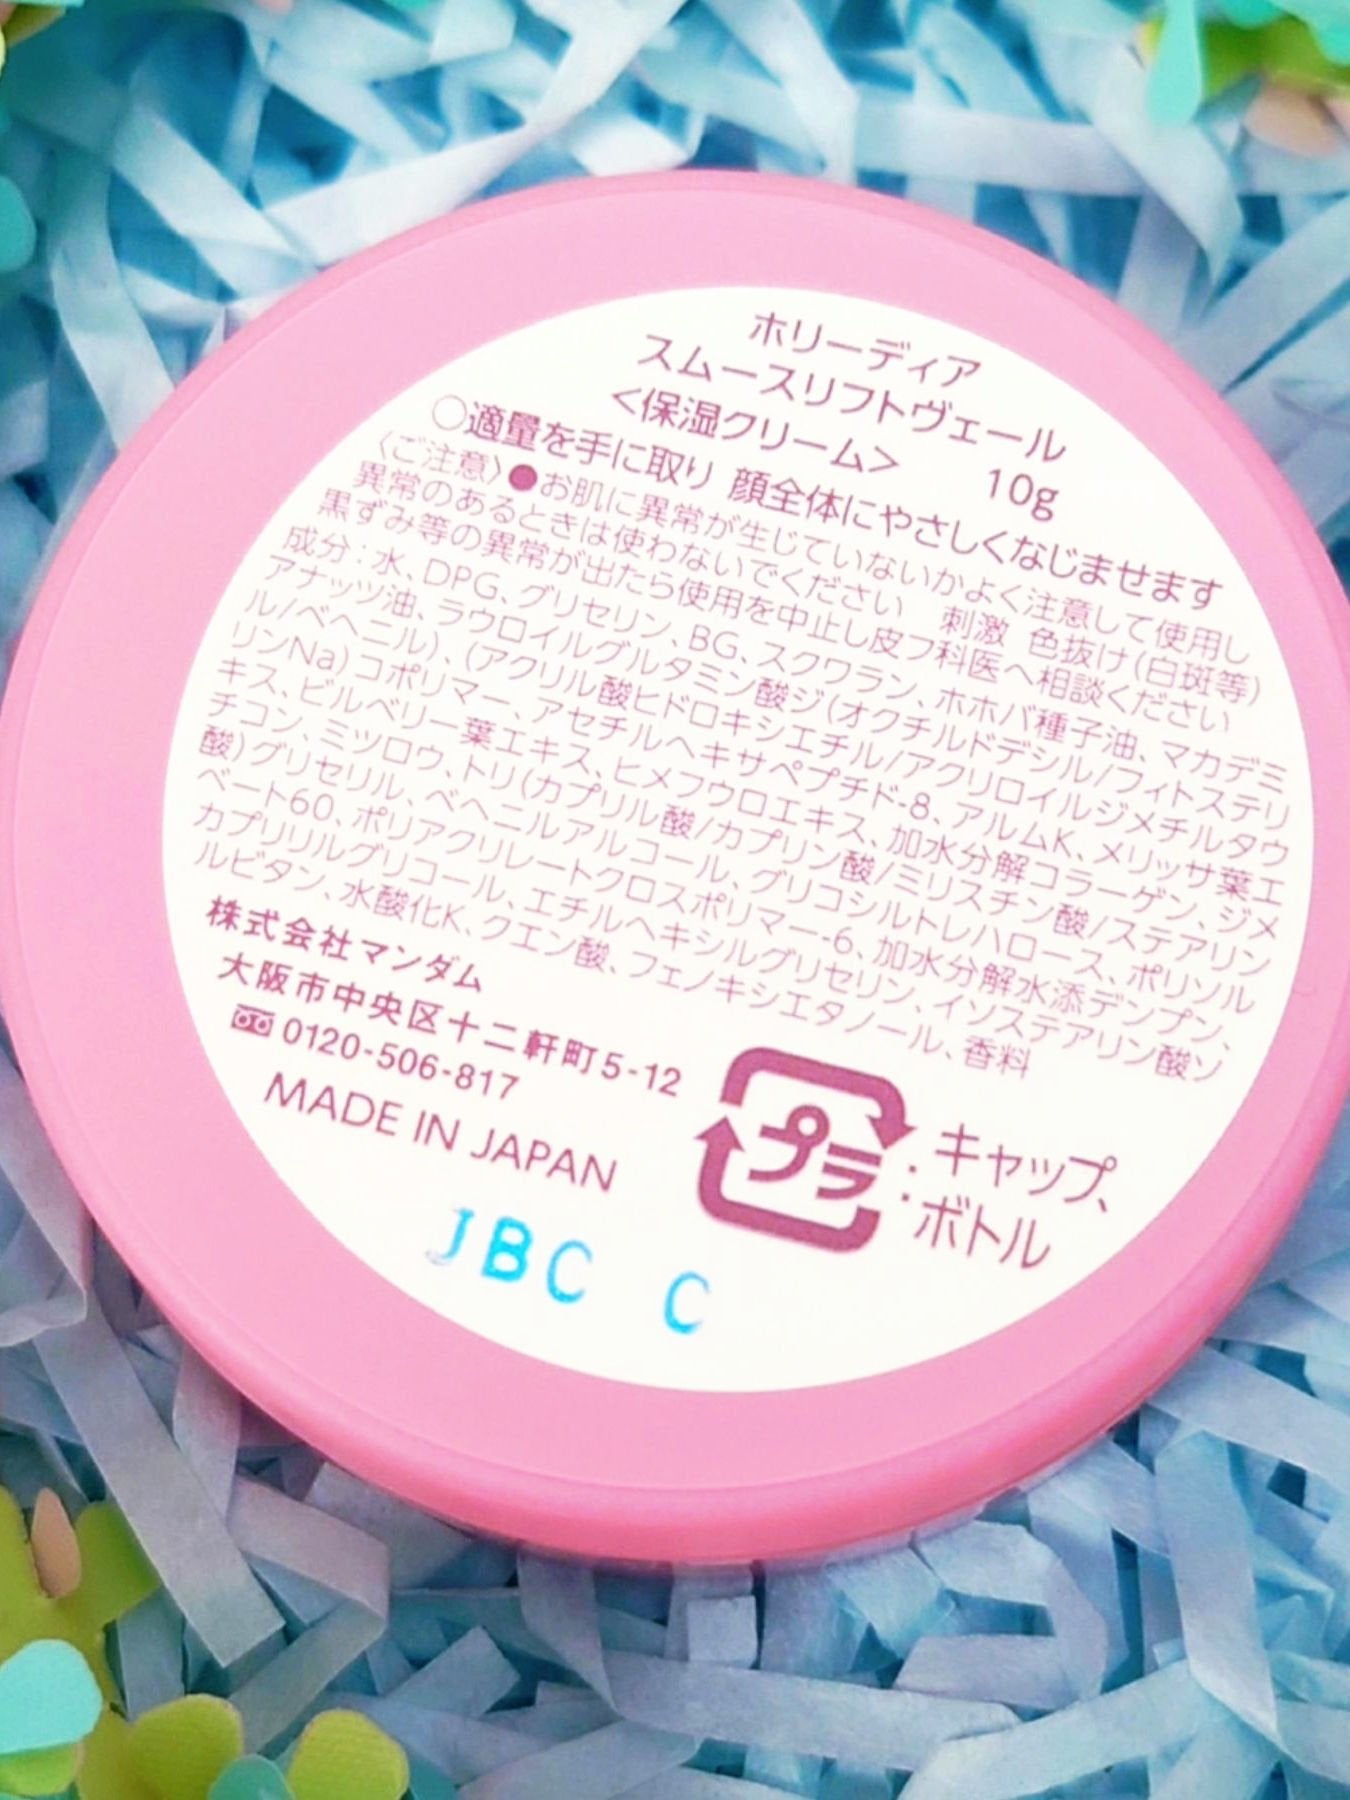 ホリーディア
スムースリフトヴェール
<保湿クリーム> 10g
○適量を手に取り 顔全体にやさしくなじませます
〈ご注意〉●お肌に異常が生じていないかよく注意して使用し
異常のあるときは使わないでください 刺激 色抜け(白斑等)
黒ずみ等の異常が出たら使用を中止し皮フ科医へ相談ください
成分:水、DPG、グリセリン、BG、スクワラン、ホホバ種子油、マカデミ
アナッツ油、ラウロイルグルタミン酸ジ(オクチルドデシル/フィトステリ
ル/ベヘニル)、(アクリル酸ヒドロキシエチル/アクリロイルジメチルタウ
リンNa)コポリマー、アセチルヘキサペプチド-8、アルムK、メリッサ葉エ
キス、ビルベリー葉エキス、ヒメフウロエキス、加水分解コラーゲン、ジメ
チコン、ミツロウ、トリ(カプリル酸/カプリン酸/ミリスチン酸/ステアリン
酸)グリセリル、ベヘニルアルコール、グリコシルトレハロース、ポリソル
ベート60、ポリアクリレートクロスポリマー-6、加水分解水添デンプン、
カプリリルグリコール、エチルヘキシルグリセリン、イソステアリン酸ソ
ルビタン、水酸化K、クエン酸、フェノキシエタノール、香料
株式会社マンダム
大阪市中央区十二軒町5-12
0120-506-817
MADE IN JAPAN
プラ : キャップ、
ボトル
JBC C